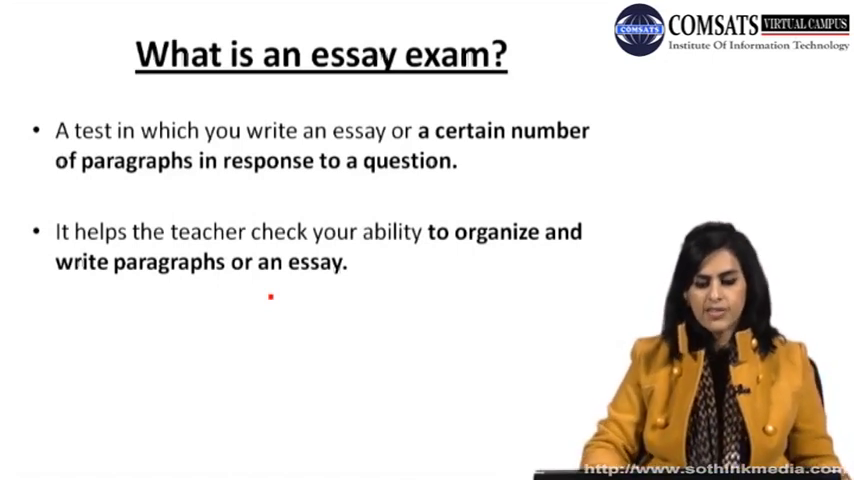 What is an essay exam?
COMSATS VIRTUAL CAMPUS
COMSATS
Institute Of Information Technology
• A test in which you write an essay or a certain number
of paragraphs in response to a question.
• It helps the teacher check your ability to organize and
write paragraphs or an essay.
http://www.sothinkmedia.com